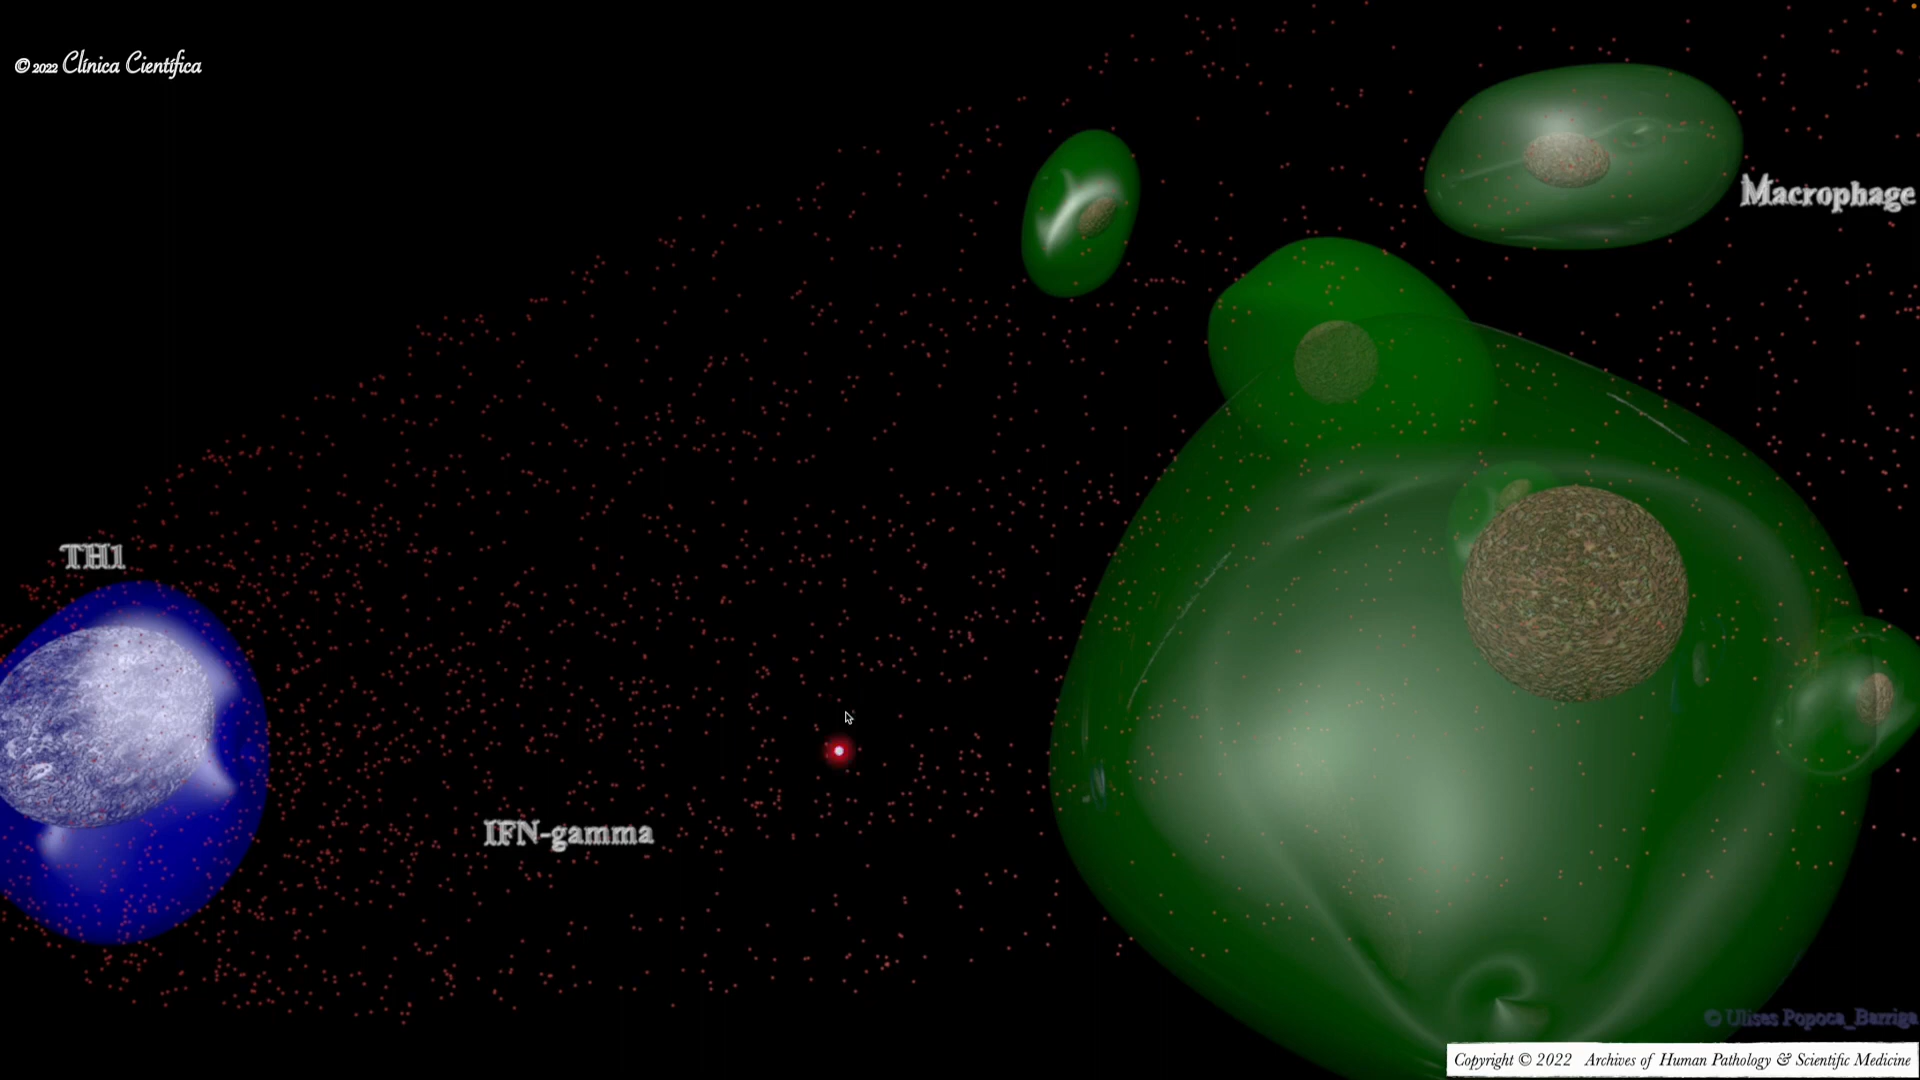 © 2022 Clínica Científica
Macrophage
TH1
IFN-gamma
© Ulises Popoca_Barriga
Copyright © 2022 Archives of Human Pathology & Scientific Medicine